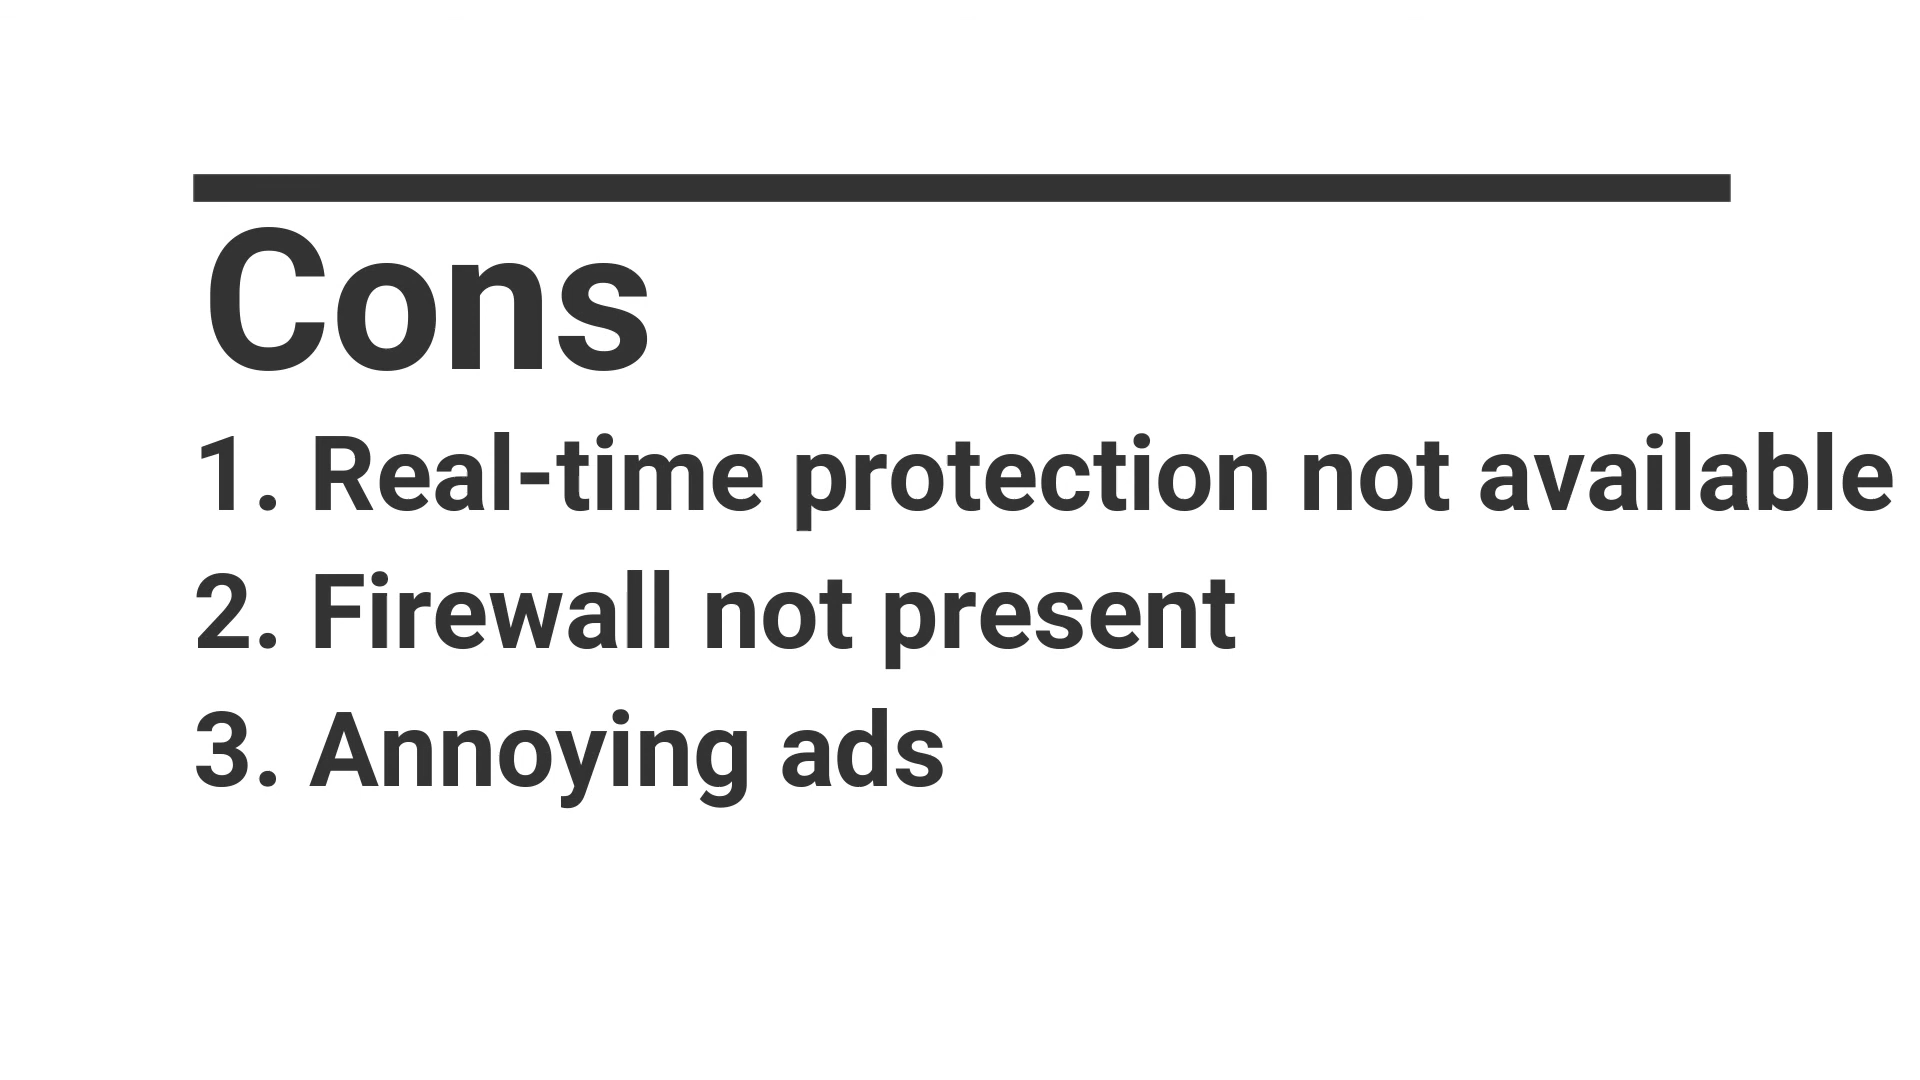 Cons
1. Real-time protection not available
2. Firewall not present
3. Annoying ads